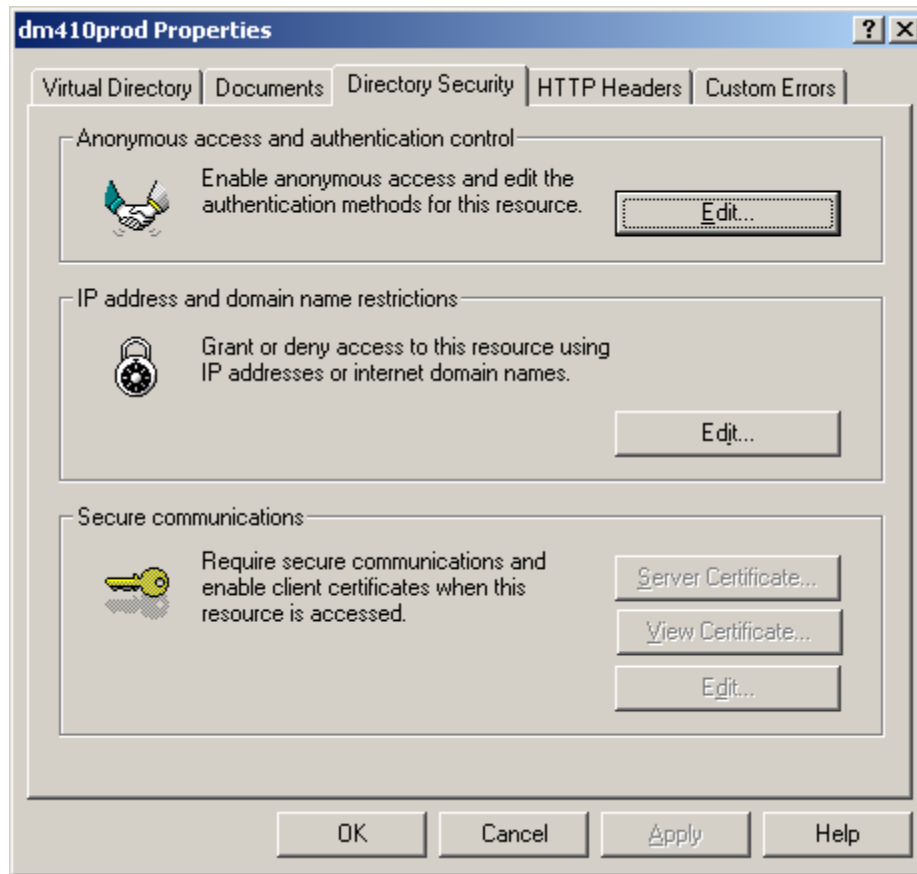 dm410prod Properties
Virtual Directory Documents Directory Security HTTP Headers Custom Errors
Anonymous access and authentication control
Enable anonymous access and edit the
authentication methods for this resource.
Edit...
IP address and domain name restrictions
Grant or deny access to this resource using
IP addresses or internet domain names.
Edit...
Secure communications
Require secure communications and
enable client certificates when this
resource is accessed.
Server Certificate...
View Certificate...
Edit...
OK Cancel Apply Help